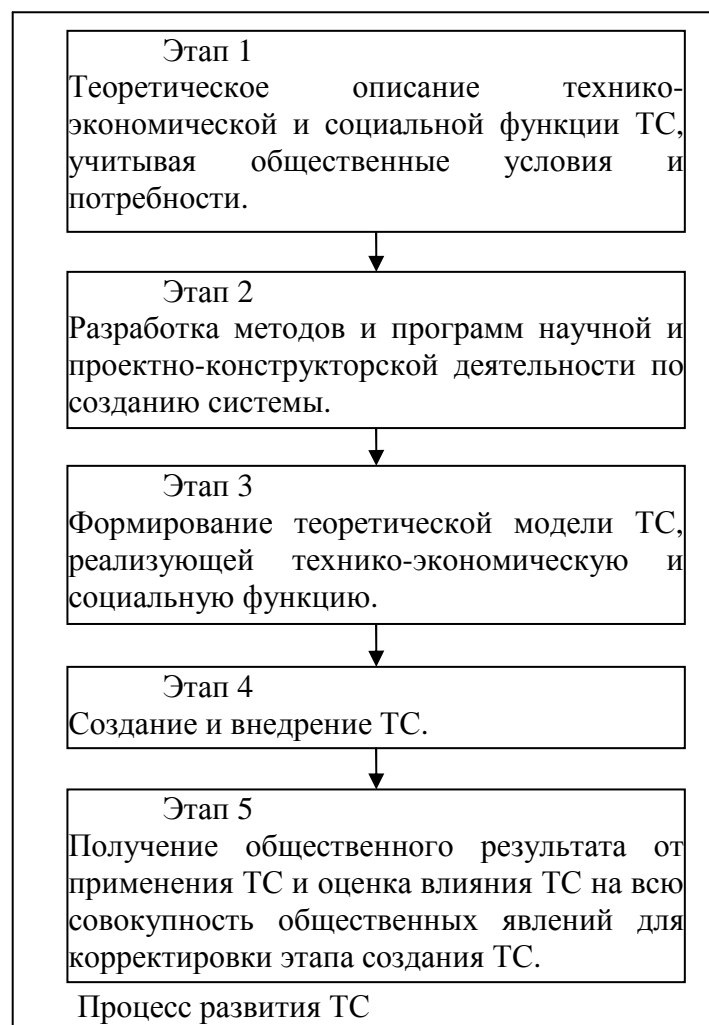 Этап 1
Теоретическое описание технико-
экономической и социальной функции ТС,
учитывая общественные условия и
потребности.
Этап 2
Разработка методов и программ научной и
проектно-конструкторской деятельности по
созданию системы.
Этап 3
Формирование теоретической модели ТС,
реализующей технико-экономическую и
социальную функцию.
Этап 4
Создание и внедрение ТС.
Этап 5
Получение общественного результата от
применения ТС и оценка влияния ТС на всю
совокупность общественных явлений для
корректировки этапа создания ТС.
Процесс развития ТС